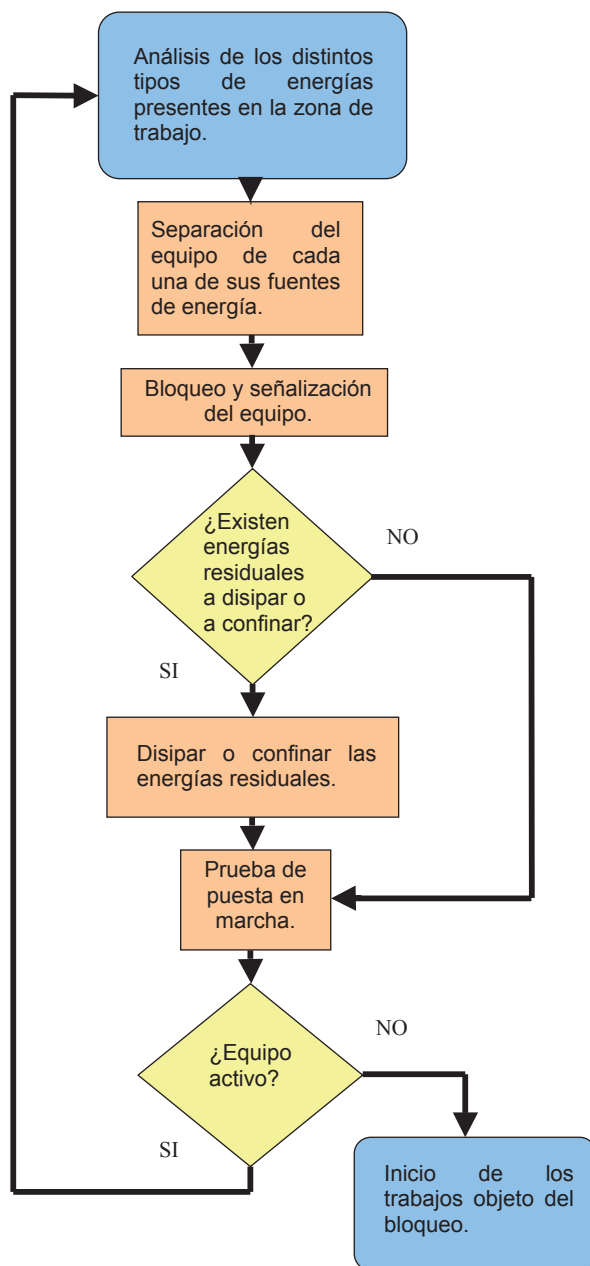 Análisis de los distintos
tipos de energías
presentes en la zona de
trabajo.
Separación del
equipo de cada
una de sus fuentes
de energía.
Bloqueo y señalización
del equipo.
¿Existen
energías
residuales
a disipar o
a confinar?
NO
SI
Disipar o confinar las
energías residuales.
Prueba de
puesta en
marcha.
¿Equipo
activo?
NO
SI
Inicio de los
trabajos objeto del
bloqueo.